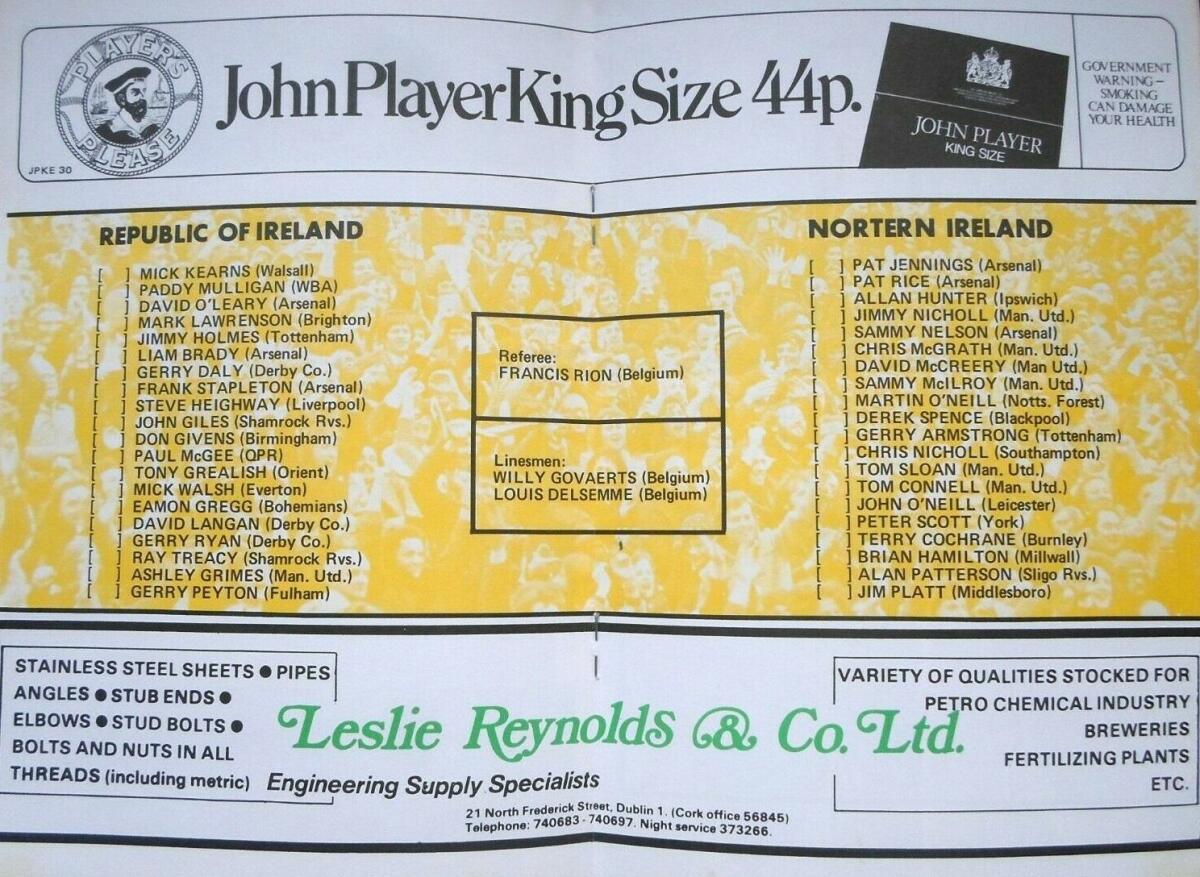 PLAYER'S PLEASE
John Player King Size 44p.
JPKE 30
JOHN PLAYER
KING SIZE
GOVERNMENT
WARNING –
SMOKING
CAN DAMAGE
YOUR HEALTH
REPUBLIC OF IRELAND
[ ] MICK KEARNS (Walsall)
[ ] PADDY MULLIGAN (WBA)
[ ] DAVID O'LEARY (Arsenal)
[ ] MARK LAWRENSON (Brighton)
[ ] JIMMY HOLMES (Tottenham)
[ ] LIAM BRADY (Arsenal)
[ ] GERRY DALY (Derby Co.)
[ ] FRANK STAPLETON (Arsenal)
[ ] STEVE HEIGHWAY (Liverpool)
[ ] JOHN GILES (Shamrock Rvs.)
[ ] DON GIVENS (Birmingham)
[ ] PAUL McGEE (QPR)
[ ] TONY GREALISH (Orient)
[ ] MICK WALSH (Everton)
[ ] EAMON GREGG (Bohemians)
[ ] DAVID LANGAN (Derby Co.)
[ ] GERRY RYAN (Derby Co.)
[ ] RAY TREACY (Shamrock Rvs.)
[ ] ASHLEY GRIMES (Man. Utd.)
[ ] GERRY PEYTON (Fulham)
Referee:
FRANCIS RION (Belgium)
Linesmen:
WILLY GOVAERTS (Belgium)
LOUIS DELSEMME (Belgium)
NORTERN IRELAND
[ ] PAT JENNINGS (Arsenal)
[ ] PAT RICE (Arsenal)
[ ] ALLAN HUNTER (Ipswich)
[ ] JIMMY NICHOLL (Man. Utd.)
[ ] SAMMY NELSON (Arsenal)
[ ] CHRIS McGRATH (Man. Utd.)
[ ] DAVID McCREERY (Man Utd.)
[ ] SAMMY McILROY (Man. Utd.)
[ ] MARTIN O'NEILL (Notts. Forest)
[ ] DEREK SPENCE (Blackpool)
[ ] GERRY ARMSTRONG (Tottenham)
[ ] CHRIS NICHOLL (Southampton)
[ ] TOM SLOAN (Man. Utd.)
[ ] TOM CONNELL (Man. Utd.)
[ ] JOHN O'NEILL (Leicester)
[ ] PETER SCOTT (York)
[ ] TERRY COCHRANE (Burnley)
[ ] BRIAN HAMILTON (Millwall)
[ ] ALAN PATTERSON (Sligo Rvs.)
[ ] JIM PLATT (Middlesboro)
STAINLESS STEEL SHEETS ● PIPES
ANGLES ● STUB ENDS ●
ELBOWS ● STUD BOLTS ●
BOLTS AND NUTS IN ALL
THREADS (including metric)
Leslie Reynolds & Co. Ltd.
Engineering Supply Specialists
21 North Frederick Street, Dublin 1. (Cork office 56845)
Telephone: 740683 - 740697. Night service 373266.
VARIETY OF QUALITIES STOCKED FOR
PETRO CHEMICAL INDUSTRY
BREWERIES
FERTILIZING PLANTS
ETC.